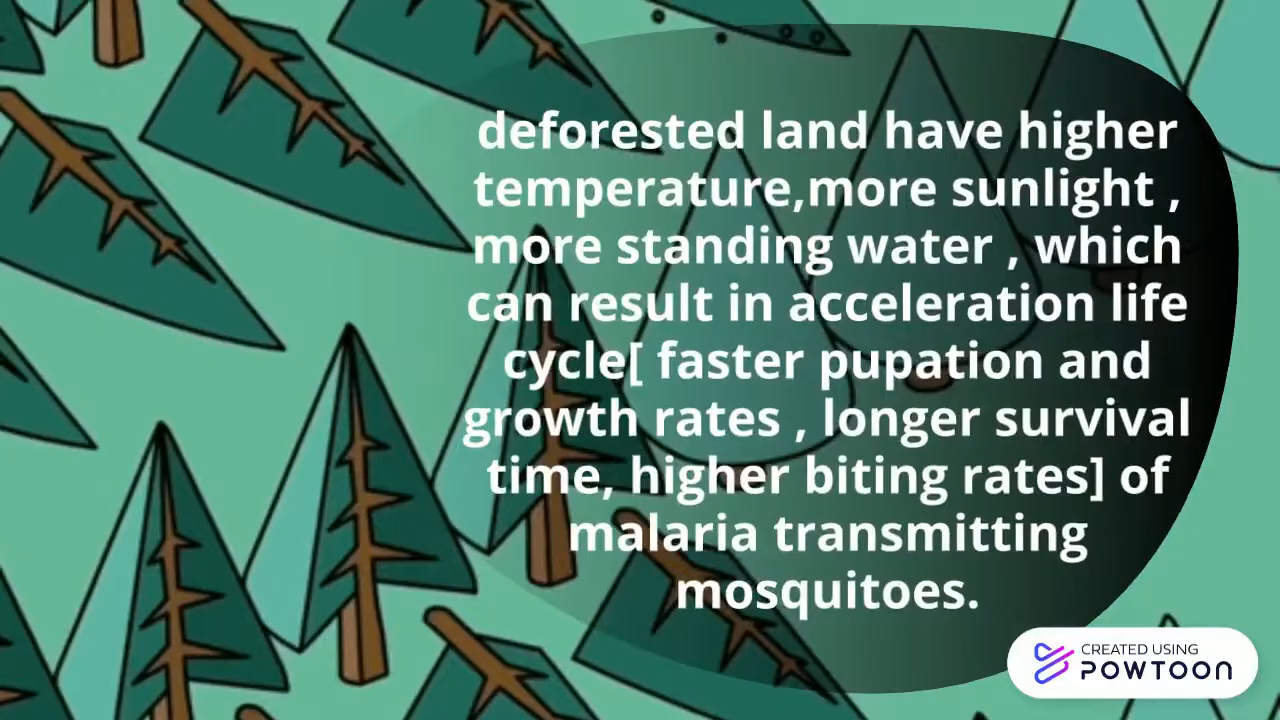 deforested land have higher
temperature,more sunlight ,
more standing water , which
can result in acceleration life
cycle[ faster pupation and
growth rates , longer survival
time, higher biting rates] of
malaria transmitting
mosquitoes.
CREATED USING
POWTOON